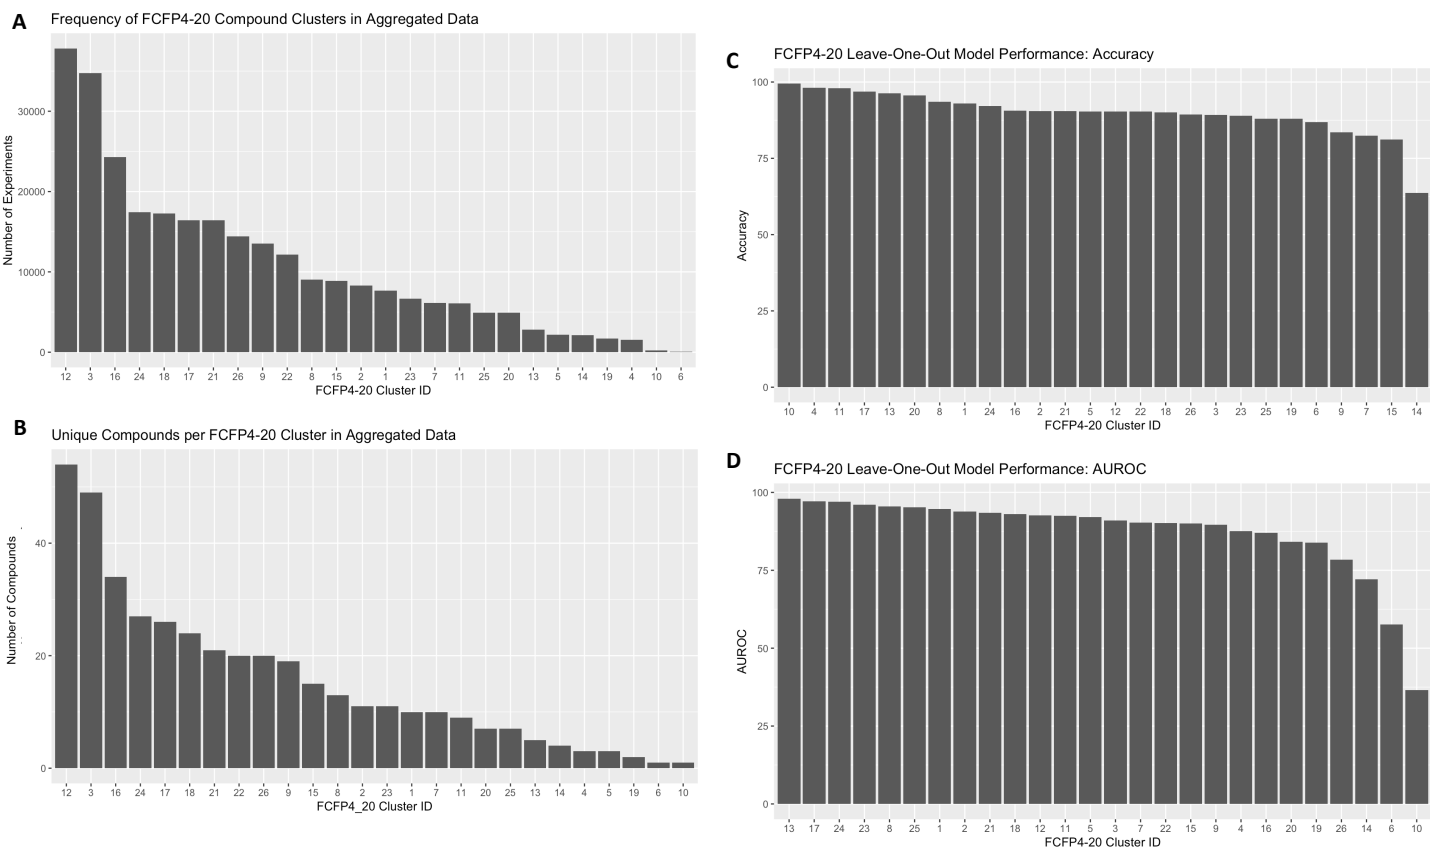 A
Frequency of FCFP4-20 Compound Clusters in Aggregated Data
Number of Experiments
30000
20000
10000
0
12 3 16 24 18 17 21 26 9 22 8 15 2 1 23 7 11 25 20 13 5 14 19 4 10 6
FCFP4-20 Cluster ID
B
Unique Compounds per FCFP4-20 Cluster in Aggregated Data
Number of Compounds
40
20
0
12 3 16 24 17 18 21 22 26 9 15 8 2 23 1 7 11 20 25 13 14 4 5 19 6 10
FCFP4_20 Cluster ID
C
FCFP4-20 Leave-One-Out Model Performance: Accuracy
Accuracy
100
75
50
25
0
10 4 11 17 13 20 8 1 24 16 2 21 5 12 22 18 26 3 23 25 19 6 9 7 15 14
FCFP4-20 Cluster ID
D
FCFP4-20 Leave-One-Out Model Performance: AUROC
AUROC
100
75
50
25
0
13 17 24 23 8 25 1 2 21 18 12 11 5 3 7 22 15 9 4 16 20 19 26 14 6 10
FCFP4-20 Cluster ID